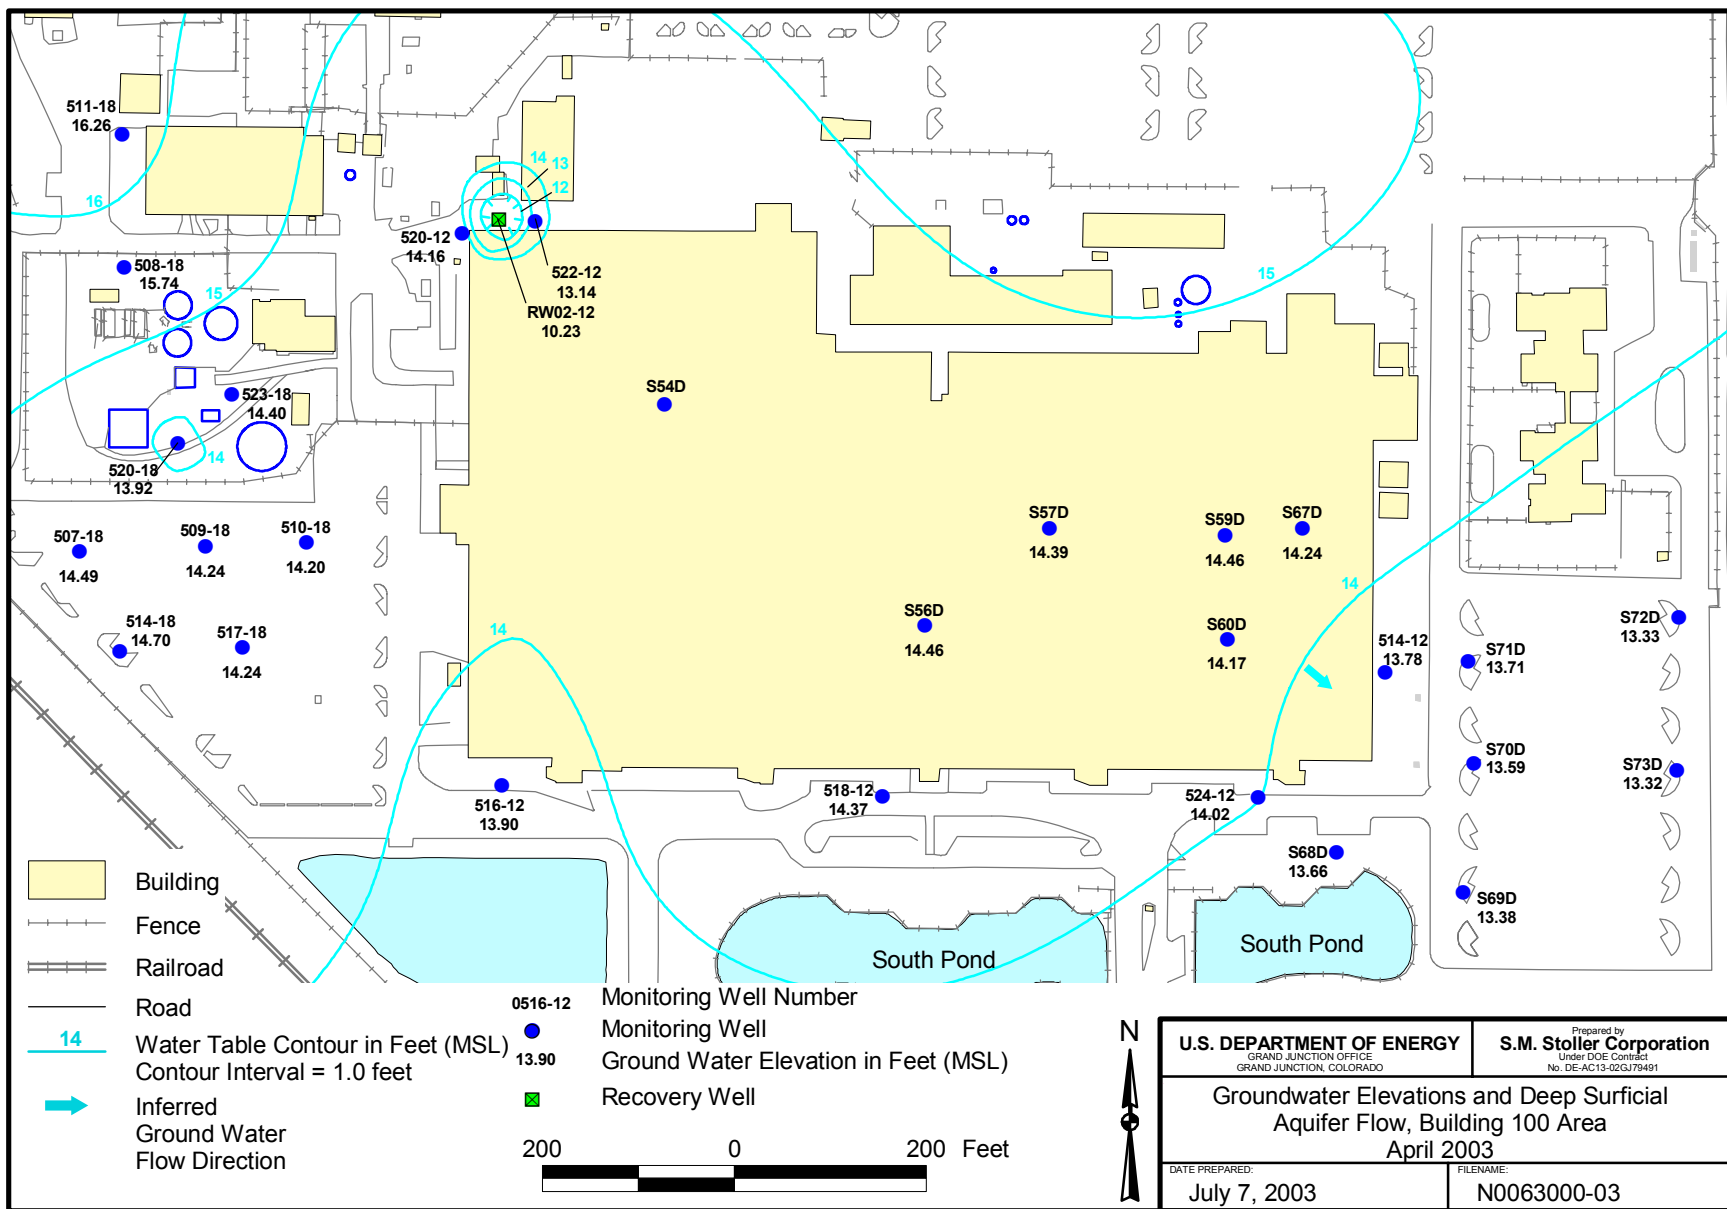 511-18
16.26
16
14
13
12
520-12
14.16
522-12
13.14
RW02-12
10.23
508-18
15.74
15
15
523-18
14.40
14
520-18
13.92
S54D
507-18
14.49
509-18
14.24
510-18
14.20
S57D
14.39
S59D
14.46
S67D
14.24
514-18
14.70
517-18
14.24
14
S56D
14.46
S60D
14.17
14
514-12
13.78
S71D
13.71
S72D
13.33
S70D
13.59
S73D
13.32
516-12
13.90
518-12
14.37
524-12
14.02
S68D
13.66
S69D
13.38
South Pond
South Pond
Building
Fence
Railroad
Road
14
Water Table Contour in Feet (MSL)
Contour Interval = 1.0 feet
Inferred
Ground Water
Flow Direction
0516-12
Monitoring Well Number
Monitoring Well
13.90
Ground Water Elevation in Feet (MSL)
Recovery Well
200 0 200 Feet
N
U.S. DEPARTMENT OF ENERGY
GRAND JUNCTION OFFICE
GRAND JUNCTION, COLORADO
Prepared by
S.M. Stoller Corporation
Under DOE Contract
No. DE-AC13-02GJ79491
Groundwater Elevations and Deep Surficial
Aquifer Flow, Building 100 Area
April 2003
DATE PREPARED:
July 7, 2003
FILENAME:
N0063000-03